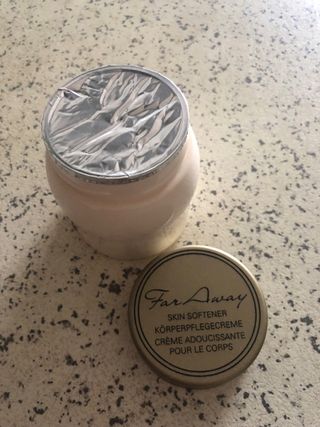 Far Away
SKIN SOFTENER
KÖRPERPFLEGECREME
CRÈME ADOUCISSANTE
POUR LE CORPS